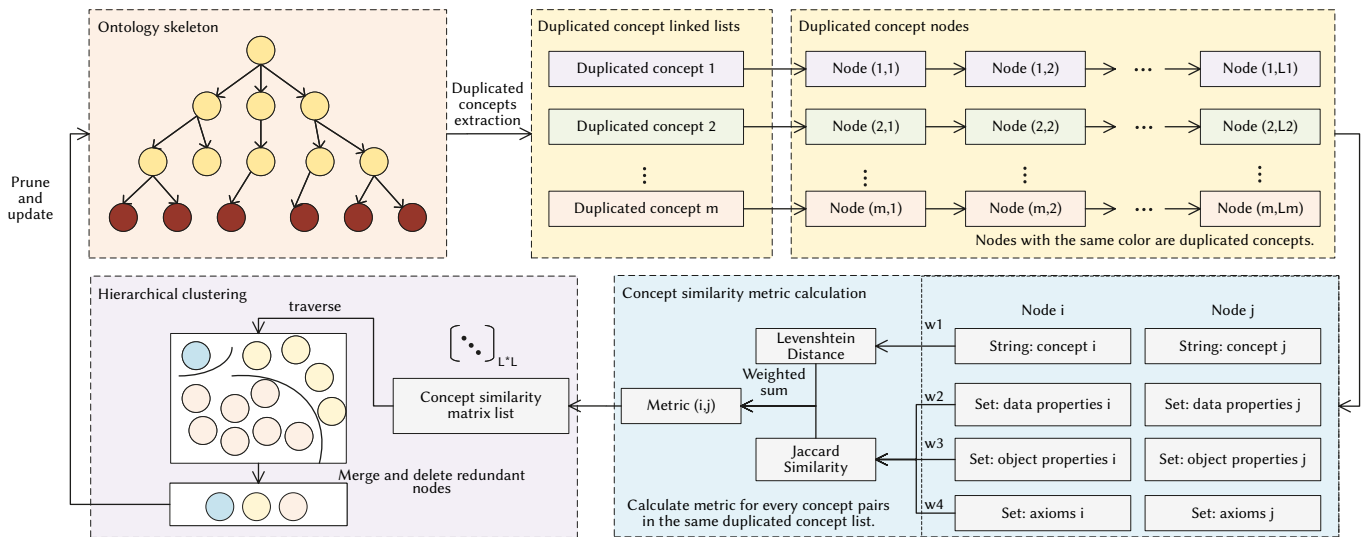 Ontology skeleton
Duplicated
concepts
extraction
Duplicated concept linked lists
Duplicated concept 1
Duplicated concept 2
⋮
Duplicated concept m
Duplicated concept nodes
Node (1,1)
Node (1,2)
···
Node (1,L1)
Node (2,1)
Node (2,2)
···
Node (2,L2)
⋮
⋮
⋮
Node (m,1)
Node (m,2)
···
Node (m,Lm)
Nodes with the same color are duplicated concepts.
Prune
and
update
Hierarchical clustering
traverse
[⋱]L*L
Concept similarity
matrix list
Merge and delete redundant
nodes
Concept similarity metric calculation
Levenshtein
Distance
Weighted
sum
Metric (i,j)
Jaccard
Similarity
Calculate metric for every concept pairs
in the same duplicated concept list.
Node i
Node j
w1
String: concept i
String: concept j
w2
Set: data properties i
Set: data properties j
w3
Set: object properties i
Set: object properties j
w4
Set: axioms i
Set: axioms j